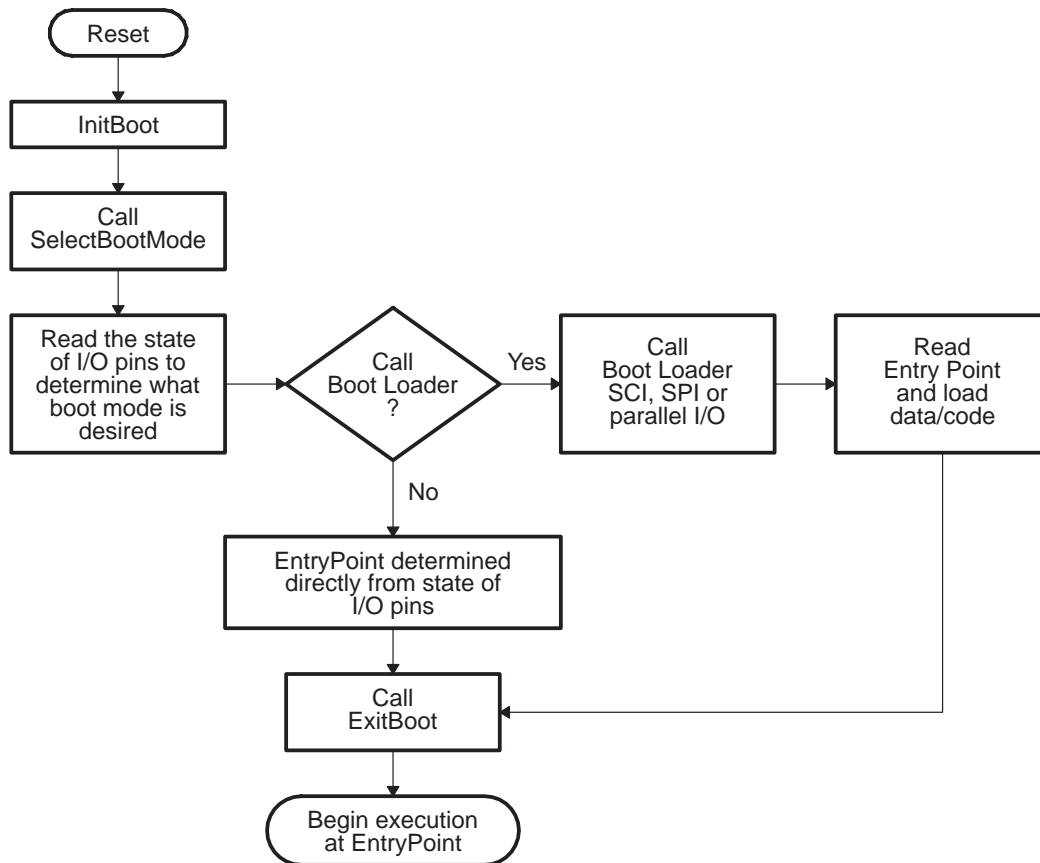 Reset
InitBoot
Call
SelectBootMode
Read the state
of I/O pins to
determine what
boot mode is
desired
Call
Boot Loader
?
Yes
Call
Boot Loader
SCI, SPI or
parallel I/O
Read
Entry Point
and load
data/code
No
EntryPoint determined
directly from state of
I/O pins
Call
ExitBoot
Begin execution
at EntryPoint